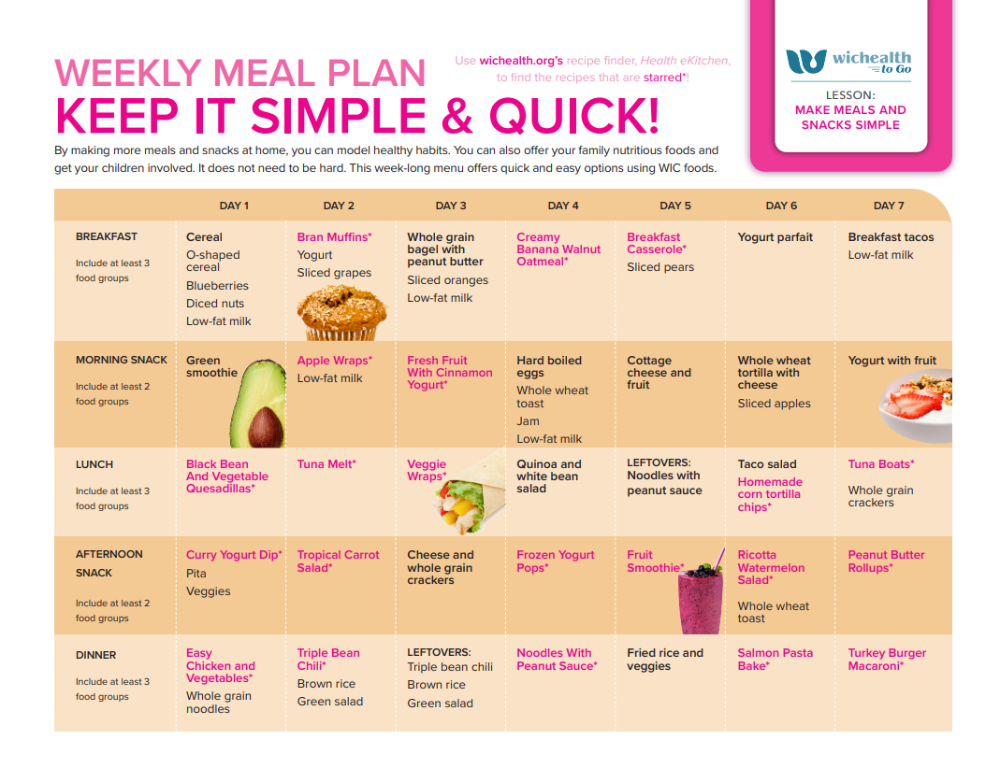 WEEKLY MEAL PLAN
KEEP IT SIMPLE & QUICK!
Use wichealth.org's recipe finder, Health eKitchen,
to find the recipes that are starred*!
wichealth
to Go
LESSON:
MAKE MEALS AND
SNACKS SIMPLE
By making more meals and snacks at home, you can model healthy habits. You can also offer your family nutritious foods and
get your children involved. It does not need to be hard. This week-long menu offers quick and easy options using WIC foods.
DAY 1
DAY 2
DAY 3
DAY 4
DAY 5
DAY 6
DAY 7
BREAKFAST
Include at least 3
food groups
Cereal
O-shaped
cereal
Blueberries
Diced nuts
Low-fat milk
Bran Muffins*
Yogurt
Sliced grapes
Whole grain
bagel with
peanut butter
Sliced oranges
Low-fat milk
Creamy
Banana Walnut
Oatmeal*
Breakfast
Casserole*
Sliced pears
Yogurt parfait
Breakfast tacos
Low-fat milk
MORNING SNACK
Include at least 2
food groups
Green
smoothie
Apple Wraps*
Low-fat milk
Fresh Fruit
With Cinnamon
Yogurt*
Hard boiled
eggs
Whole wheat
toast
Jam
Low-fat milk
Cottage
cheese and
fruit
Whole wheat
tortilla with
cheese
Sliced apples
Yogurt with fruit
LUNCH
Include at least 3
food groups
Black Bean
And Vegetable
Quesadillas*
Tuna Melt*
Veggie
Wraps*
Quinoa and
white bean
salad
LEFTOVERS:
Noodles with
peanut sauce
Taco salad
Homemade
corn tortilla
chips*
Tuna Boats*
Whole grain
crackers
AFTERNOON
SNACK
Include at least 2
food groups
Curry Yogurt Dip*
Pita
Veggies
Tropical Carrot
Salad*
Cheese and
whole grain
crackers
Frozen Yogurt
Pops*
Fruit
Smoothie*
Ricotta
Watermelon
Salad*
Whole wheat
toast
Peanut Butter
Rollups*
DINNER
Include at least 3
food groups
Easy
Chicken and
Vegetables*
Whole grain
noodles
Triple Bean
Chili*
Brown rice
Green salad
LEFTOVERS:
Triple bean chili
Brown rice
Green salad
Noodles With
Peanut Sauce*
Fried rice and
veggies
Salmon Pasta
Bake*
Turkey Burger
Macaroni*